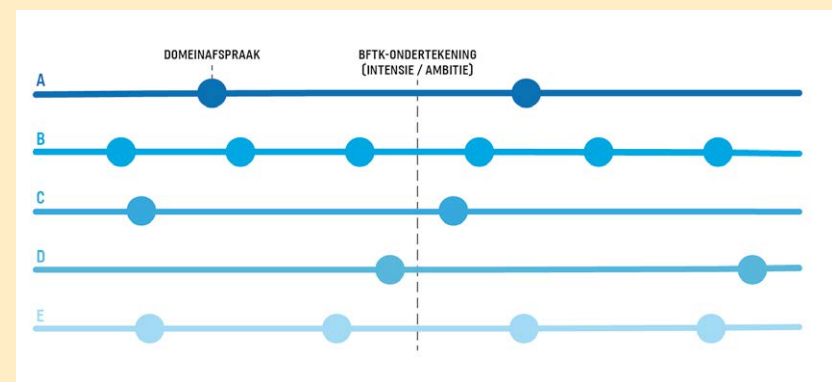 DOMEINAFSPRAAK
BFTK-ONDERTEKENING
(INTENSIE / AMBITIE)
A
B
C
D
E